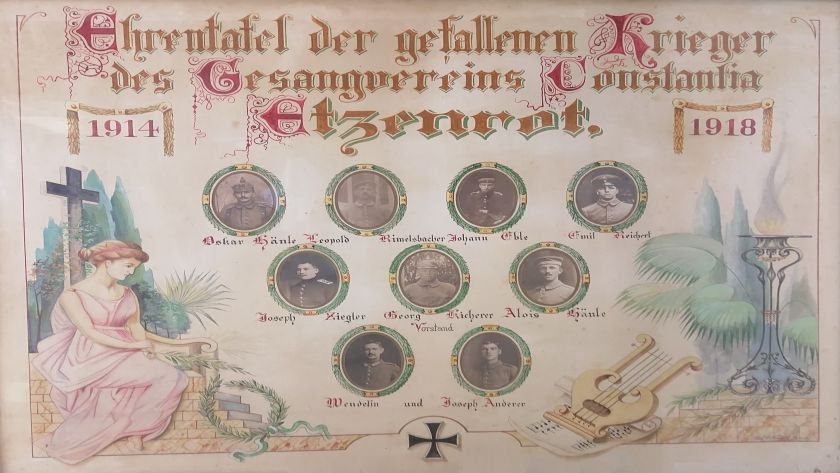 Ehrentafel der gefallenen Krieger
des Gesangvereins Constantia
1914 Etzenrot. 1918
Oskar Hänle Leopold Rimelsbacher Johann Eble Emil Reichert
Joseph Ziegler Georg Kicherer Alois Hänle
Vorstand
Wendelin und Joseph Anderer